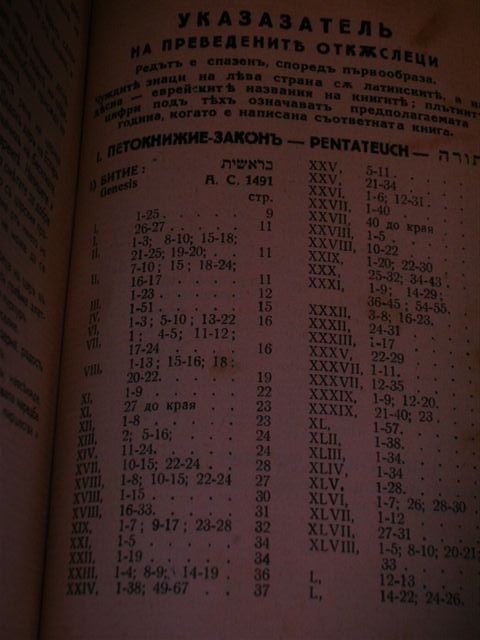 УКАЗАЗАТЕЛЬ
НА ПРЕВЕДЕНИТѢ ОТКѪСЛЕЦИ
Редътъ е спазенъ, споредъ първообраза.
Чуждитѣ знаци на лѣва страна сѫ латинскитѣ, а на
дѣсна — еврейскитѣ названия на книгитѣ; плътнитѣ
цифри подъ тѣхъ означаватъ предполагаемата
година, когато е написана съответната книга.
I. ПЕТОКНИЖИЕ-ЗАКОНЪ — PENTATEUCH — תורה
1) БИТИЕ: בראשית
Genesis A. C. 1491
стр.
I. 1-25 . . . . 9
I. 26-27 . . . . 11
II. 1-3; 8-10; 15-18;
21-25; 19-20; . . 11
7-10; 15; 18-24;
II. 16-17 . . . . 11
1-23 . . . . 12
III. 1-51 . . . . 15
IV. 1-3; 5-10; 13-22 16
VI. 1; 4-5; 11-12;
VII. 17-24 . . . . 16
VIII. 1-13; 15-16; 18:
20-22. . . . . 19
XI, 1-9 . . . . 22
XI, 27 до края . . 23
XII, 1-8 . . . . 23
XIII, 2; 5-16; . . . 24
XIV, 11-24. . . . . 24
XVII, 10-15; 22-24 . . 28
XVIII, 1-8; 10-15; 22-24 27
XVIII, 1-15 . . . . 30
XVIII, 16-33. . . . . 31
XIX, 1-7; 9-17; 23-28 32
XXI, 1-5 . . . . 34
XXII, 1-19 . . . . 34
XXIII, 1-4; 8-9; 14-19 . 36
XXIV, 1-38; 49-67 . . 37
XXV, 5-11. . . .
XXV, 21-34 . . .
XXVI, 1-6; 12-31. .
XXVII, 1-40 . . .
XXVII, 40 до края . .
XXVIII, 1-5 . . . .
XXVIII, 10-22 . . .
XXIX, 1-20; 22-30 . .
XXX, 25-32; 34-43. .
XXXI, 1-9; 14-29;
36-45; 54-55. .
XXXII, 3-8; 16-23. . .
XXXII, 24-31 . . .
XXXIII, 1-17 . . . .
XXXV, 22-29 . . .
XXXVII, 1-11. . . .
XXXVII, 12-35 . . .
XXXIX, 1-9; 12-20. .
XXXIX, 21-40; 23. . .
XL, 1-57. . . .
XLII, 1-38. . . .
XLIII, 1-34. . . .
XLIV, 1-34 . . .
XLV, 1-28. . . .
XLVI, 1-7; 26; 28-30
XLVII, 1-12 . . .
XLVII, 27-31 . . .
XLVIII, 1-5; 8-10; 20-21
33 . . . .
L, 12-13 . . .
L, 14-22; 24-26. .